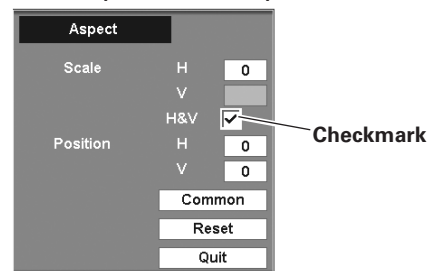 Aspect
Scale H 0
V
H&V
Checkmark
Position H 0
V 0
Common
Reset
Quit